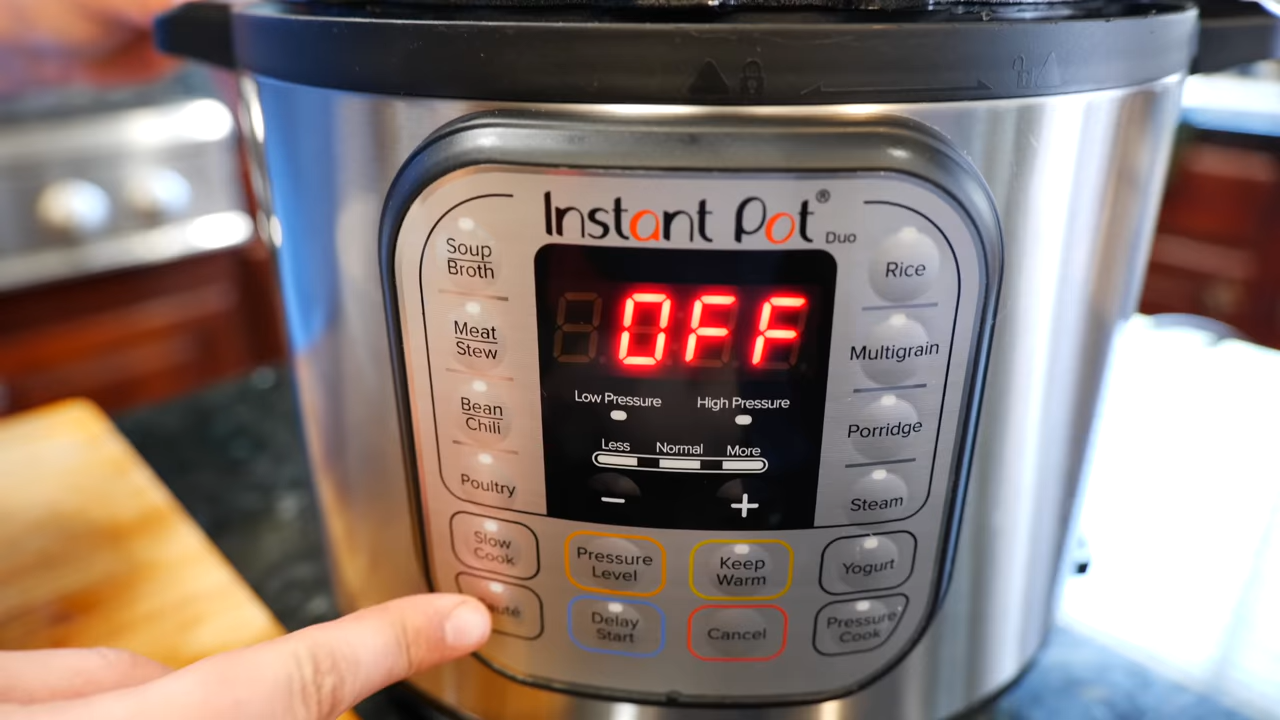 Instant Pot®
Duo
Soup
Broth
Meat
Stew
Bean
Chili
Poultry
OFF
Low Pressure High Pressure
Less Normal More
− +
Rice
Multigrain
Porridge
Steam
Slow
Cook
Pressure
Level
Keep
Warm
Yogurt
Delay
Start
Cancel
Pressure
Cook